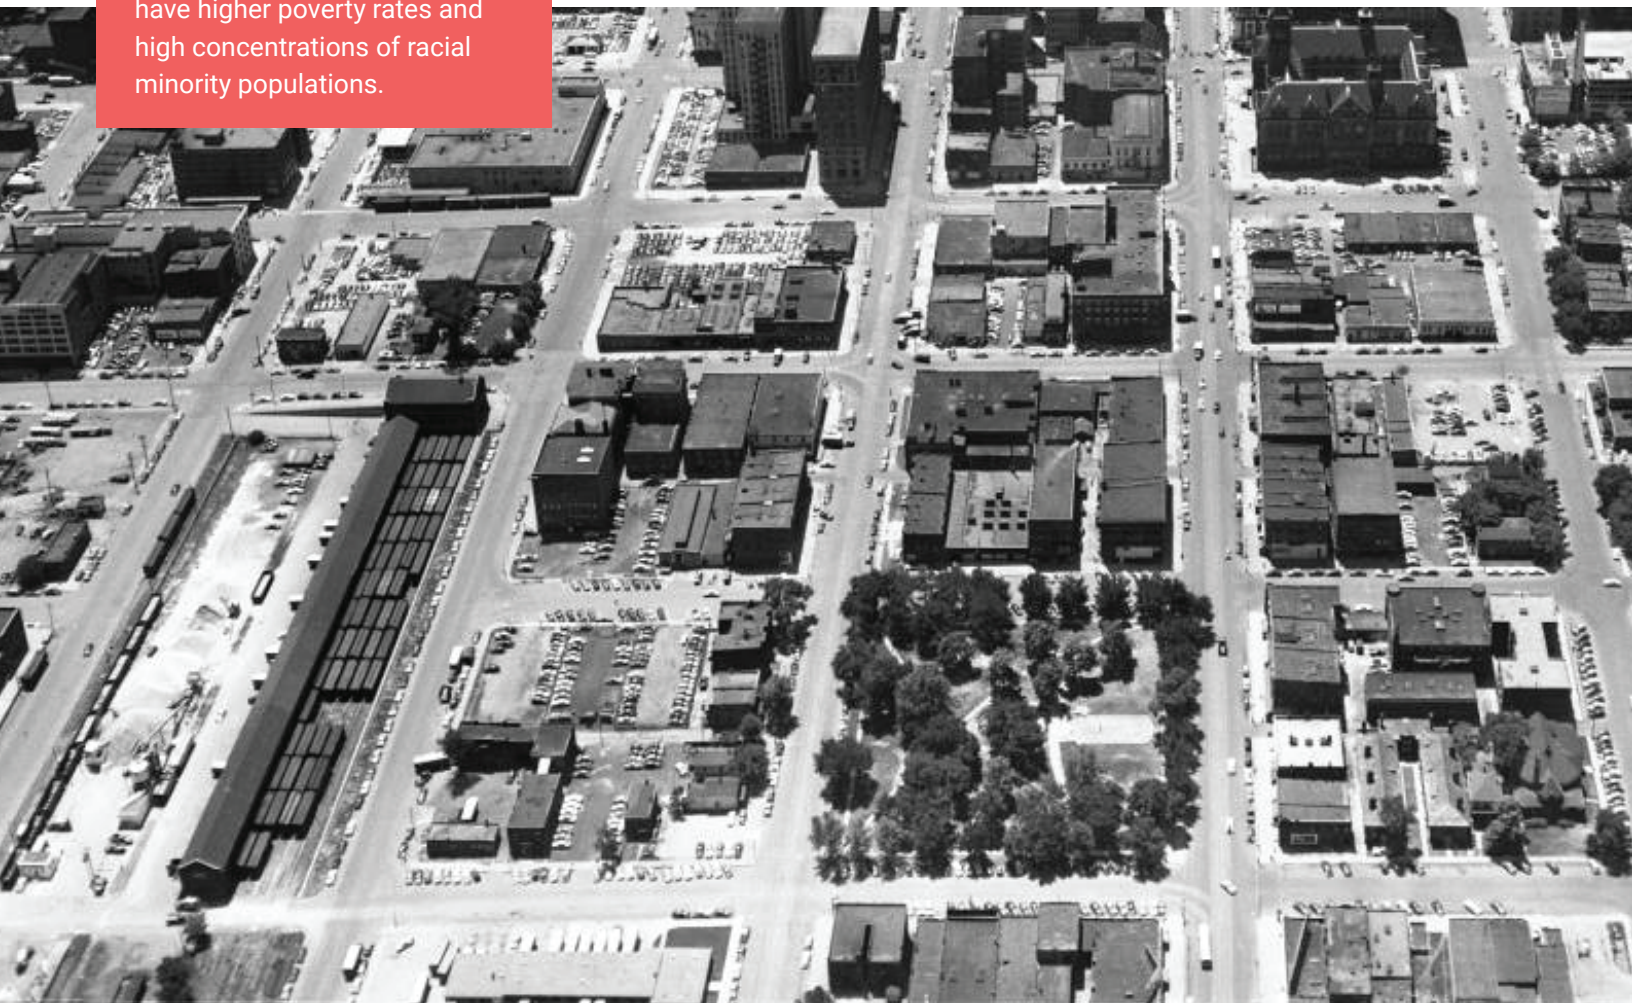 have higher poverty rates and
high concentrations of racial
minority populations.